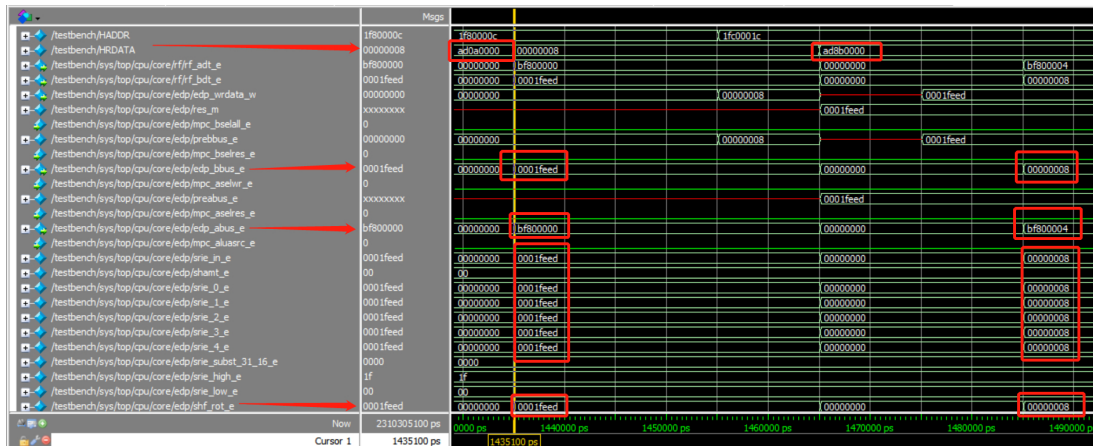 Msgs
/testbench/HADDR 1f80000c 1f80000c 1fc0001c
/testbench/HRDATA 00000008 ad0a0000 00000008 ad8b0000
/testbench/sys/top/cpu/core/rf/rf_adt_e bf800000 00000000 bf800000 00000000 bf800004
/testbench/sys/top/cpu/core/rf/rf_bdt_e 0001feed 00000000 0001feed 00000000 00000008
/testbench/sys/top/cpu/core/edp/edp_wrdata_w 00000000 00000000 00000008 0001feed
/testbench/sys/top/cpu/core/edp/res_m xxxxxxxx 0001feed
/testbench/sys/top/cpu/core/edp/mpc_bselall_e 0
/testbench/sys/top/cpu/core/edp/prebbus_e 00000000 00000000 00000008 0001feed
/testbench/sys/top/cpu/core/edp/mpc_bselres_e 0
/testbench/sys/top/cpu/core/edp/edp_bbus_e 0001feed 00000000 0001feed 00000000 00000008
/testbench/sys/top/cpu/core/edp/mpc_aselwr_e 0
/testbench/sys/top/cpu/core/edp/preabus_e xxxxxxxx 0001feed
/testbench/sys/top/cpu/core/edp/mpc_aselres_e 0
/testbench/sys/top/cpu/core/edp/edp_abus_e bf800000 00000000 bf800000 00000000 bf800004
/testbench/sys/top/cpu/core/edp/mpc_aluasrc_e 0
/testbench/sys/top/cpu/core/edp/srie_in_e 0001feed 00000000 0001feed 00000000 00000008
/testbench/sys/top/cpu/core/edp/shamt_e 00 00
/testbench/sys/top/cpu/core/edp/srie_0_e 0001feed 00000000 0001feed 00000000 00000008
/testbench/sys/top/cpu/core/edp/srie_1_e 0001feed 00000000 0001feed 00000000 00000008
/testbench/sys/top/cpu/core/edp/srie_2_e 0001feed 00000000 0001feed 00000000 00000008
/testbench/sys/top/cpu/core/edp/srie_3_e 0001feed 00000000 0001feed 00000000 00000008
/testbench/sys/top/cpu/core/edp/srie_4_e 0001feed 00000000 0001feed 00000000 00000008
/testbench/sys/top/cpu/core/edp/srie_subst_31_16_e 0000 0000
/testbench/sys/top/cpu/core/edp/srie_high_e 1f 1f
/testbench/sys/top/cpu/core/edp/srie_low_e 00 00
/testbench/sys/top/cpu/core/edp/shf_rot_e 0001feed 00000000 0001feed 00000000 00000008
Now 2310305100 ps 0000 ps 1440000 ps 1450000 ps 1460000 ps 1470000 ps 1480000 ps 1490000
Cursor 1 1435100 ps 1435100 ps